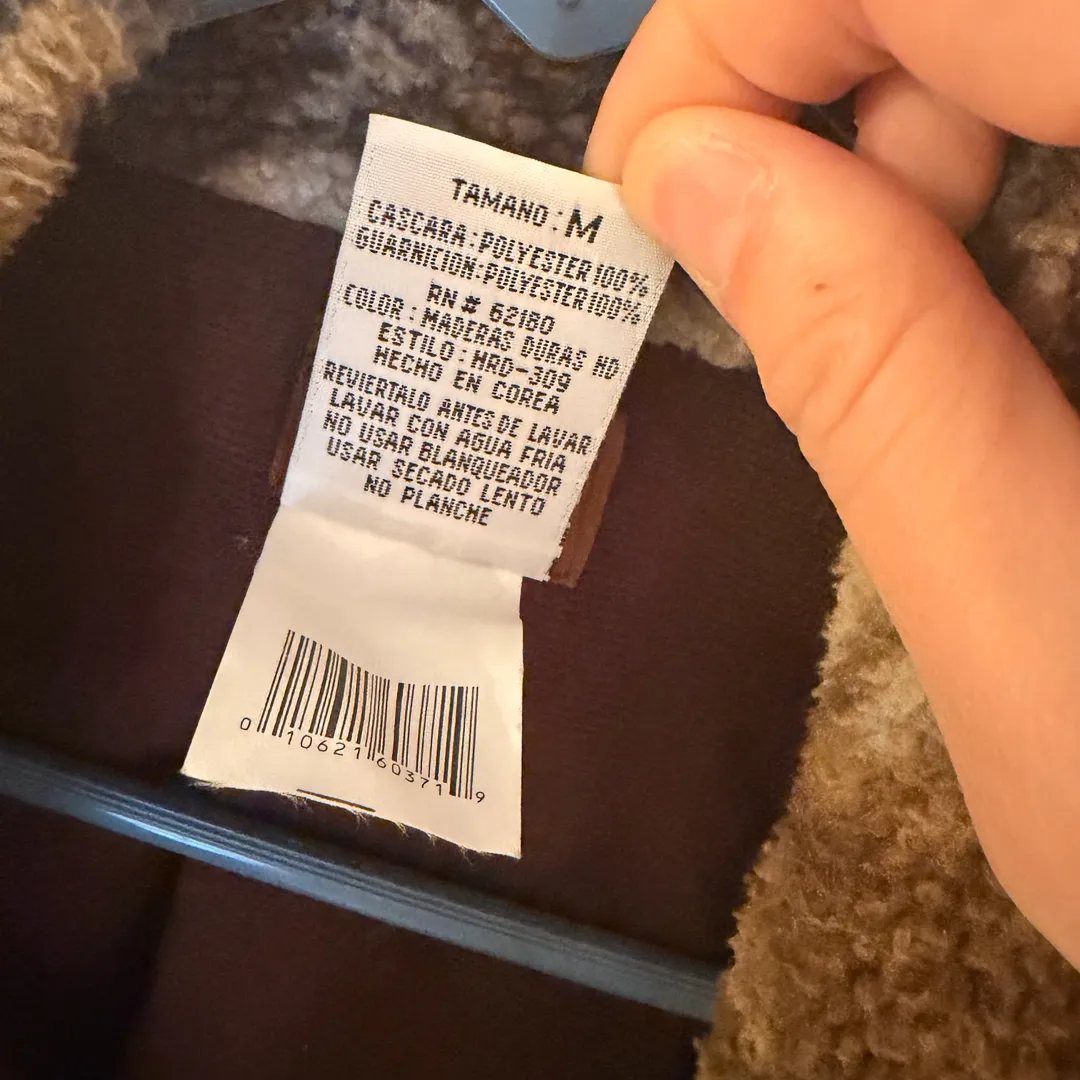 TAMANO : M
CASCARA : POLYESTER 100%
GUARNICION : POLYESTER 100%
RN # 62180
COLOR : MADERAS DURAS HD
ESTILO : HRD-309
HECHO EN COREA
REVIERTALO ANTES DE LAVAR
LAVAR CON AGUA FRIA
NO USAR BLANQUEADOR
USAR SECADO LENTO
NO PLANCHE
0 10621 60371 9